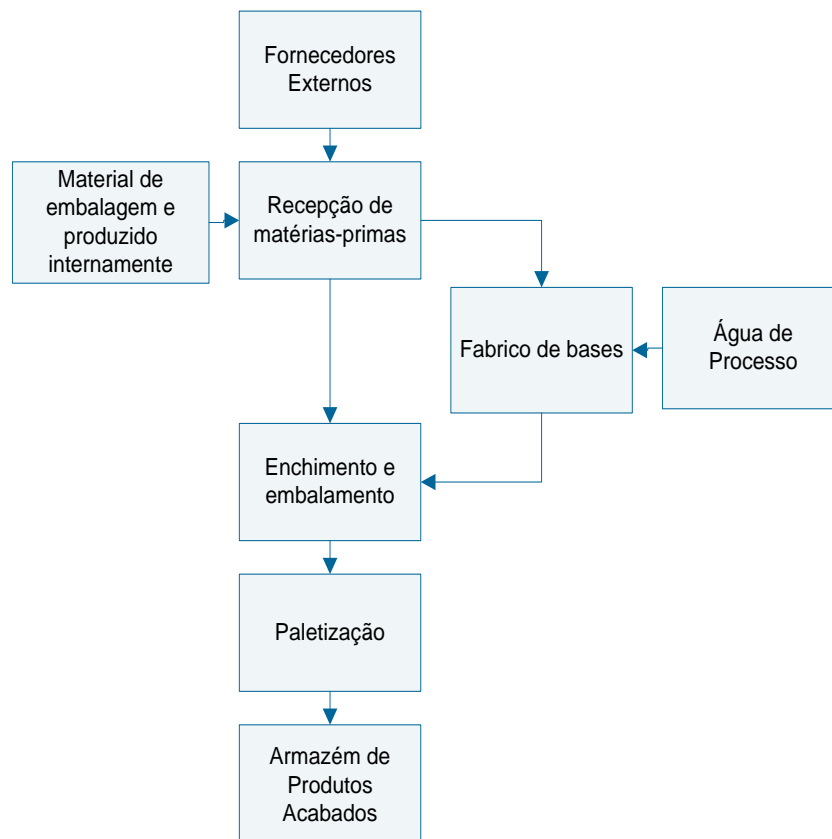 Fornecedores
Externos
Material de
embalagem e
produzido
internamente
Recepção de
matérias-primas
Fabrico de bases
Água de
Processo
Enchimento e
embalamento
Paletização
Armazém de
Produtos
Acabados